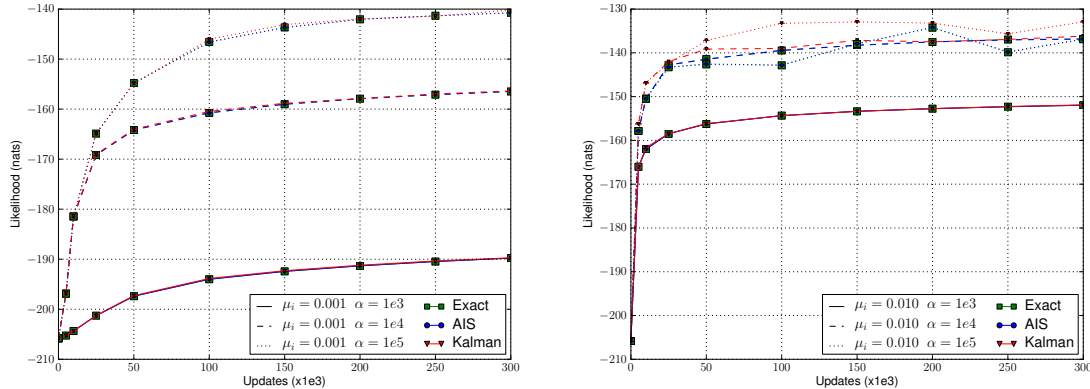 −140
−150
−160
−170
−180
−190
−200
−210
Likelihood (nats)
0 50 100 150 200 250 300
Updates (x1e3)
μᵢ = 0.001 α = 1e3
μᵢ = 0.001 α = 1e4
μᵢ = 0.001 α = 1e5
Exact
AIS
Kalman
−130
−140
−150
−160
−170
−180
−190
−200
−210
Likelihood (nats)
0 50 100 150 200 250 300
Updates (x1e3)
μᵢ = 0.010 α = 1e3
μᵢ = 0.010 α = 1e4
μᵢ = 0.010 α = 1e5
Exact
AIS
Kalman